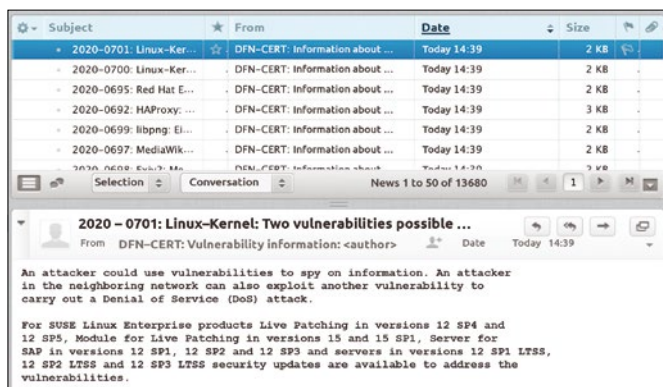 Subject From Date Size
2020-0701: Linux-Ker... DFN-CERT: Information about ... Today 14:39 2 KB
2020-0700: Linux-Ker... DFN-CERT: Information about ... Today 14:39 2 KB
2020-0695: Red Hat E... DFN-CERT: Information about ... Today 14:39 2 KB
2020-0692: HAProxy: ... DFN-CERT: Information about ... Today 14:39 3 KB
2020-0699: libpng: Ei... DFN-CERT: Information about ... Today 14:39 2 KB
2020-0697: MediaWik... DFN-CERT: Information about ... Today 14:39 2 KB
DFN-CERT: Information about ...
Selection Conversation News 1 to 50 of 13680 1
2020 – 0701: Linux–Kernel: Two vulnerabilities possible ...
From DFN–CERT: Vulnerability information: <author> Date Today 14:39
An attacker could use vulnerabilities to spy on information. An attacker
in the neighboring network can also exploit another vulnerability to
carry out a Denial of Service (DoS) attack.
For SUSE Linux Enterprise products Live Patching in versions 12 SP4 and
12 SP5, Module for Live Patching in versions 15 and 15 SP1, Server for
SAP in versions 12 SP1, 12 SP2 and 12 SP3 and servers in versions 12 SP1 LTSS,
12 SP2 LTSS and 12 SP3 LTSS security updates are available to address the
vulnerabilities.